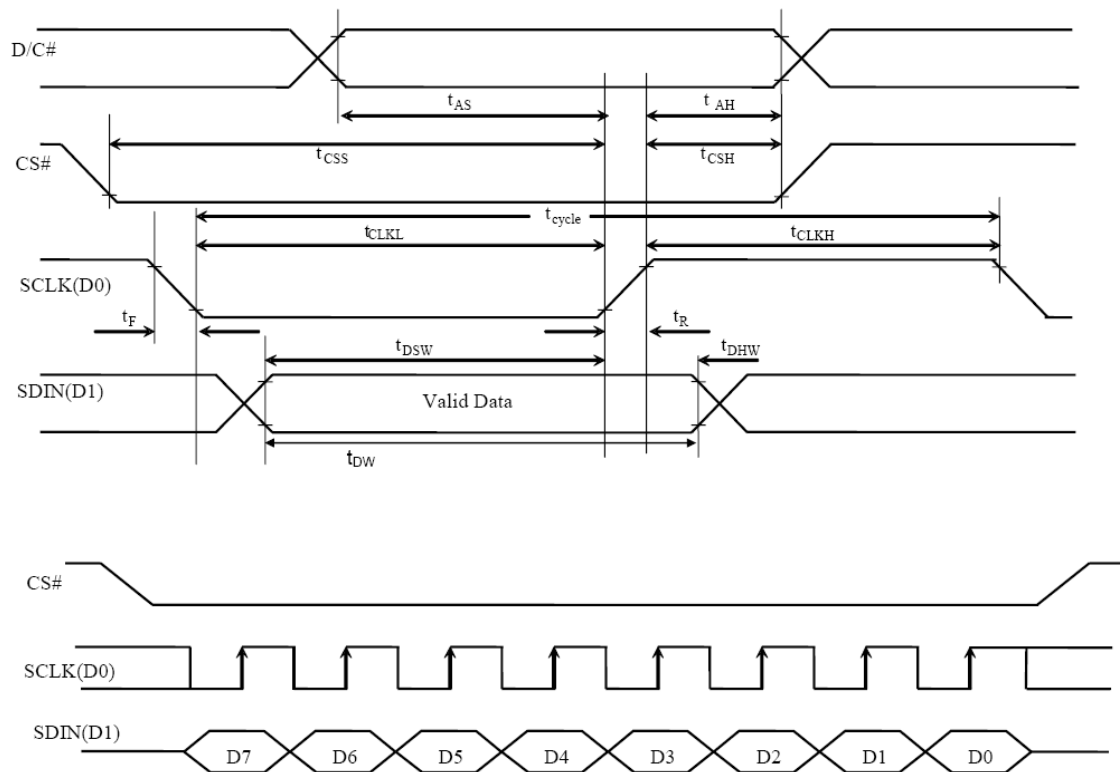 D/C#
tAS
tAH
tCSS
tCSH
CS#
tcycle
tCLKL
tCLKH
SCLK(D0)
tF
tR
tDSW
tDHW
SDIN(D1)
Valid Data
tDW
CS#
SCLK(D0)
SDIN(D1)
D7 D6 D5 D4 D3 D2 D1 D0